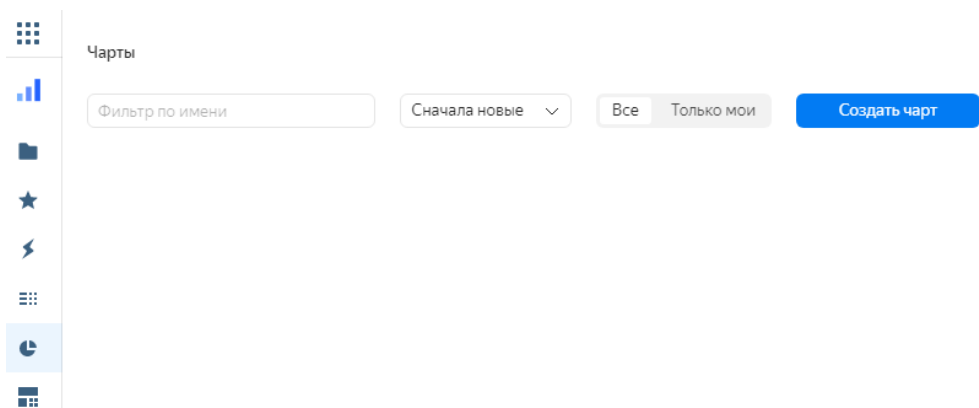 Чарты
Фильтр по имени
Сначала новые
Все
Только мои
Создать чарт